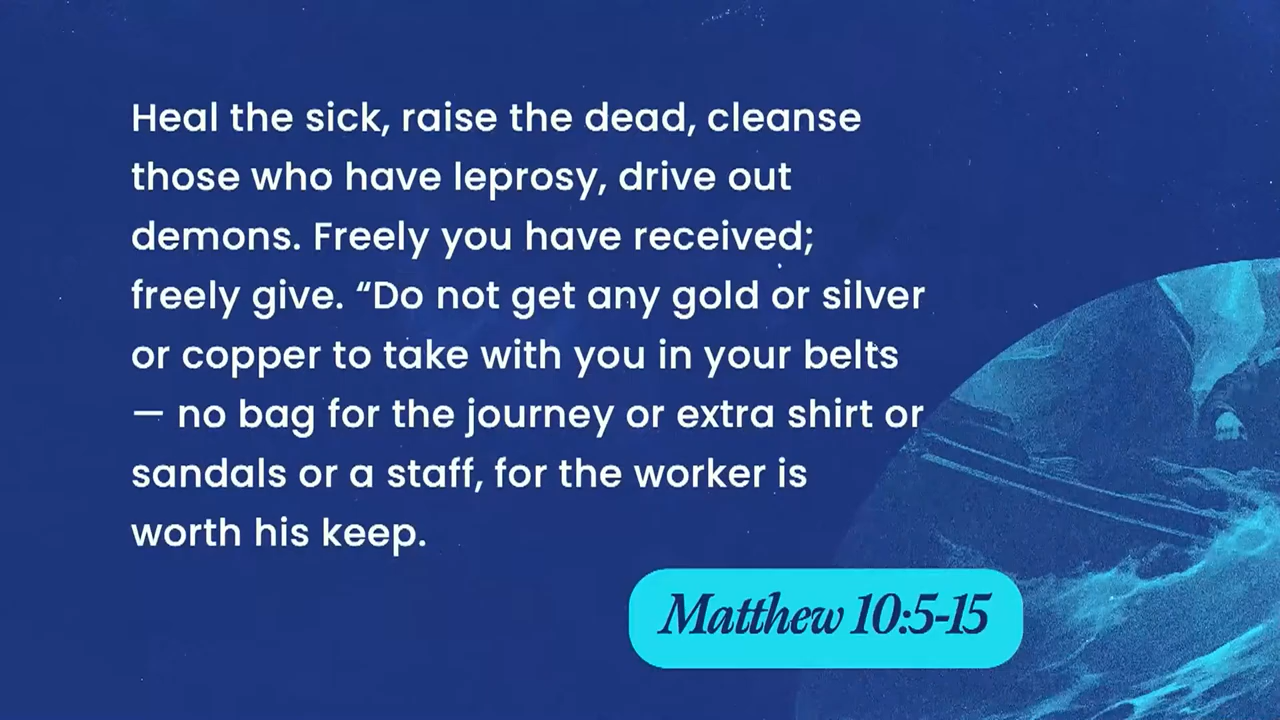 Heal the sick, raise the dead, cleanse
those who have leprosy, drive out
demons. Freely you have received;
freely give. “Do not get any gold or silver
or copper to take with you in your belts
— no bag for the journey or extra shirt or
sandals or a staff, for the worker is
worth his keep.
Matthew 10:5-15